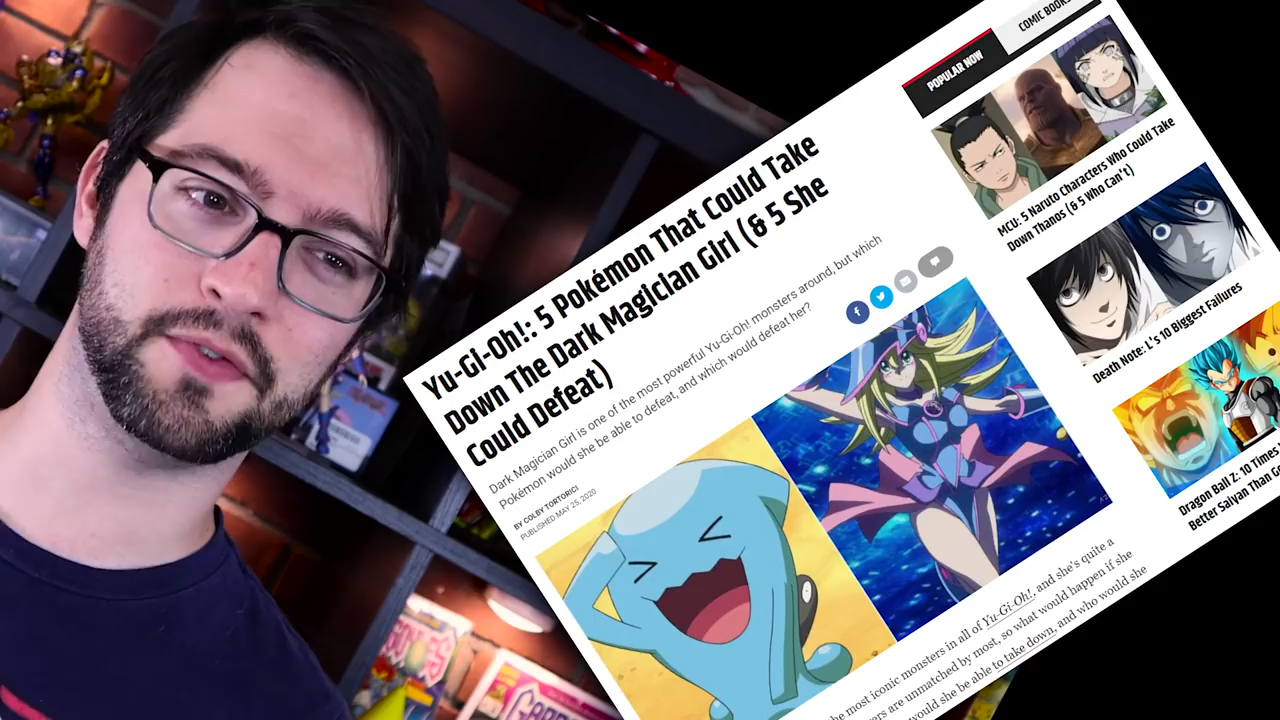 POPULAR NOW
COMIC BOOKS
Yu-Gi-Oh!: 5 Pokémon That Could Take
Down The Dark Magician Girl (& 5 She
Could Defeat)
Dark Magician Girl is one of the most powerful Yu-Gi-Oh! monsters around, but which
Pokémon would she be able to defeat, and which would defeat her?
BY COLBY TORTORICI
PUBLISHED MAY 25, 2020
f
most iconic monsters in all of Yu-Gi-Oh!, and she's quite a
are unmatched by most, so what would happen if she
would she be able to take down, and who would she
MCU: 5 Naruto Characters Who Could Take
Down Thanos (& 5 Who Can't)
Death Note: L's 10 Biggest Failures
Dragon Ball Z: 10 Times
Better Saiyan Than